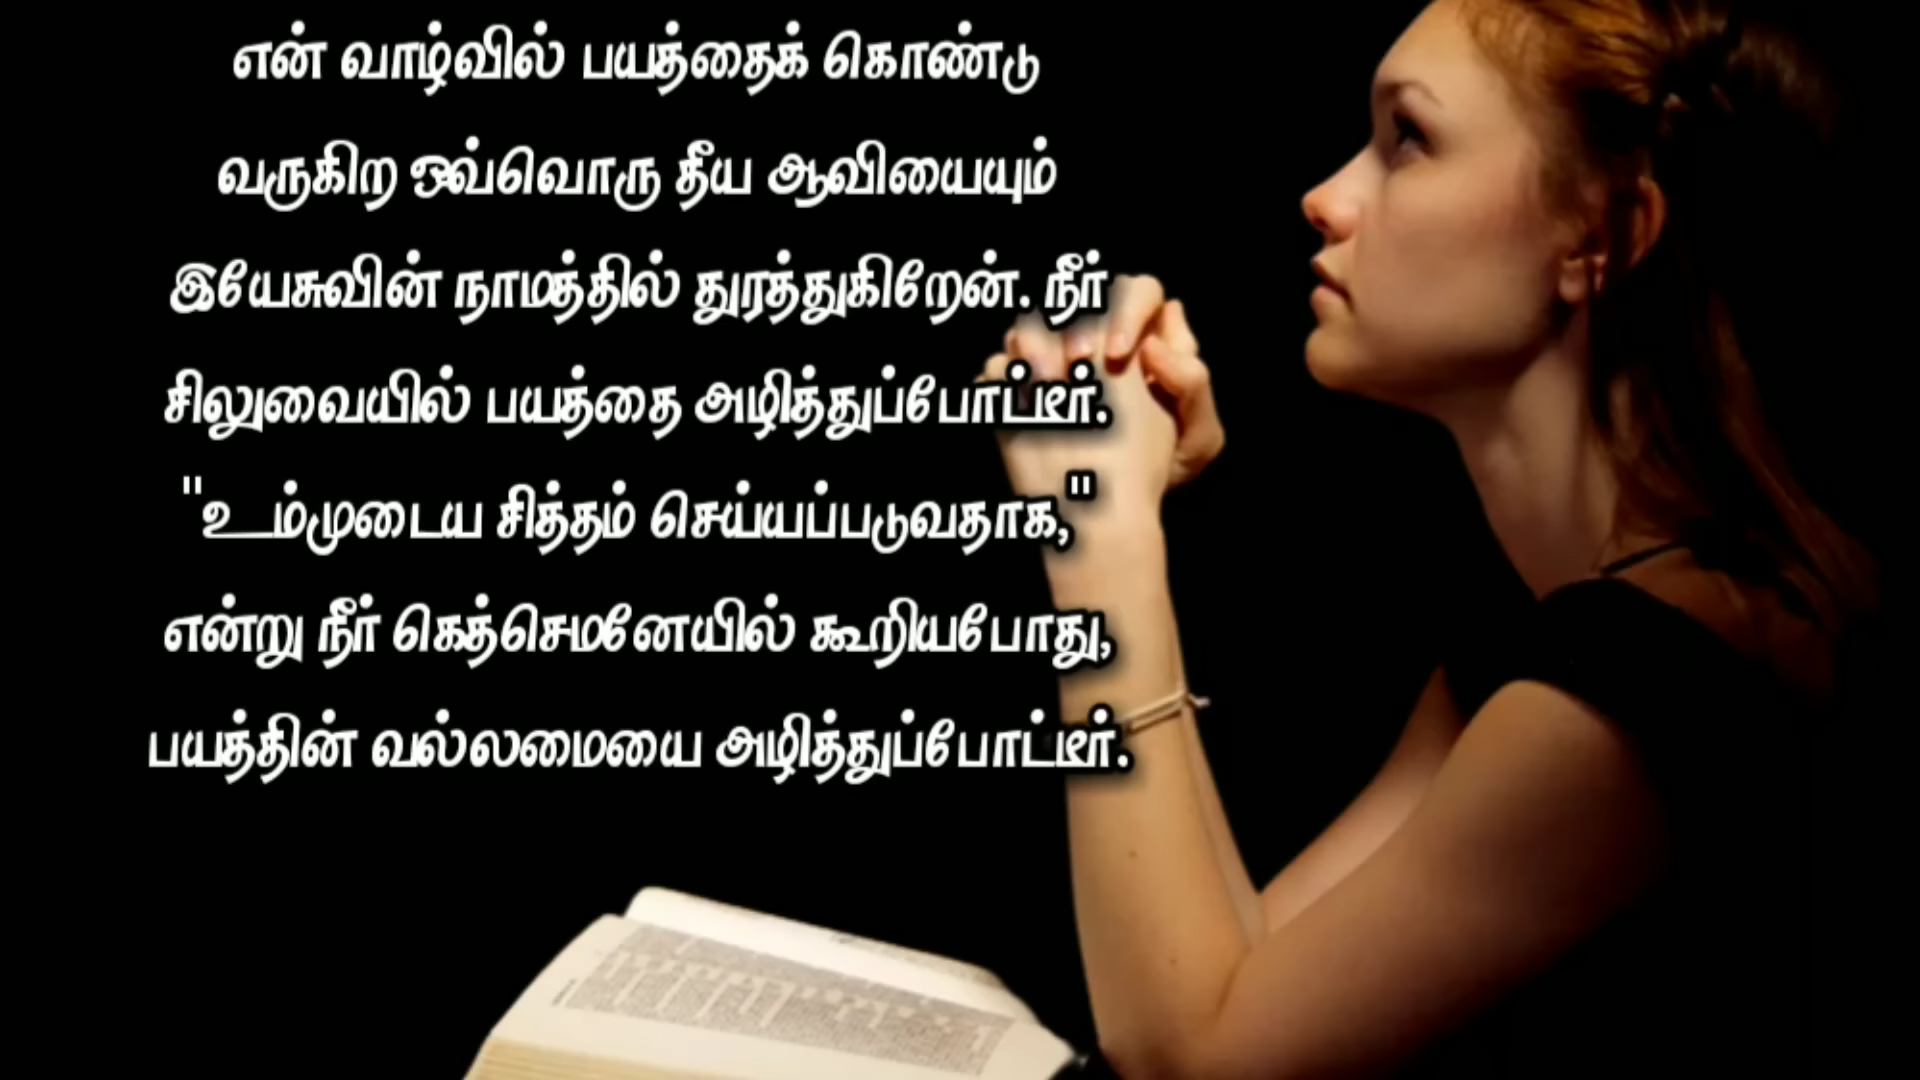 என் வாழ்வில் பயத்தைக் கொண்டு
வருகிற ஒவ்வொரு தீய ஆவியையும்
இயேசுவின் நாமத்தில் துரத்துகிறேன். நீர்
சிலுவையில் பயத்தை அழித்துப்போட்டீர்.
"உம்முடைய சித்தம் செய்யப்படுவதாக,"
என்று நீர் கெத்செமனேயில் கூறியபோது,
பயத்தின் வல்லமையை அழித்துப்போட்டீர்.